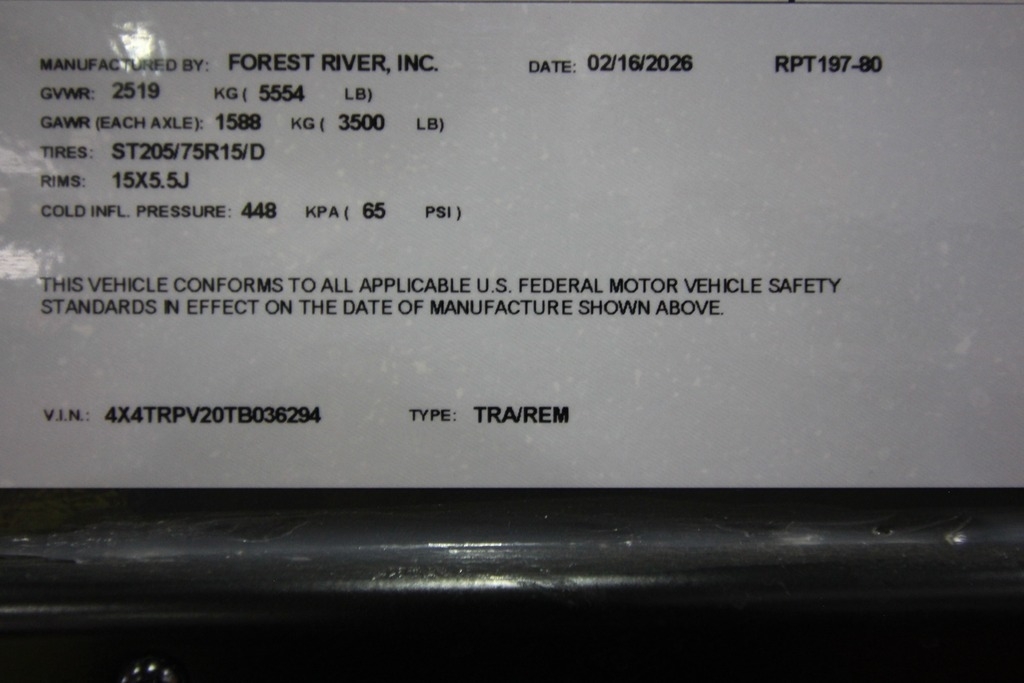 MANUFACTURED BY: FOREST RIVER, INC. DATE: 02/16/2026 RPT197-80
GVWR: 2519 KG ( 5554 LB)
GAWR (EACH AXLE): 1588 KG ( 3500 LB)
TIRES: ST205/75R15/D
RIMS: 15X5.5J
COLD INFL. PRESSURE: 448 KPA ( 65 PSI )
THIS VEHICLE CONFORMS TO ALL APPLICABLE U.S. FEDERAL MOTOR VEHICLE SAFETY
STANDARDS IN EFFECT ON THE DATE OF MANUFACTURE SHOWN ABOVE.
V.I.N.: 4X4TRPV20TB036294 TYPE: TRA/REM